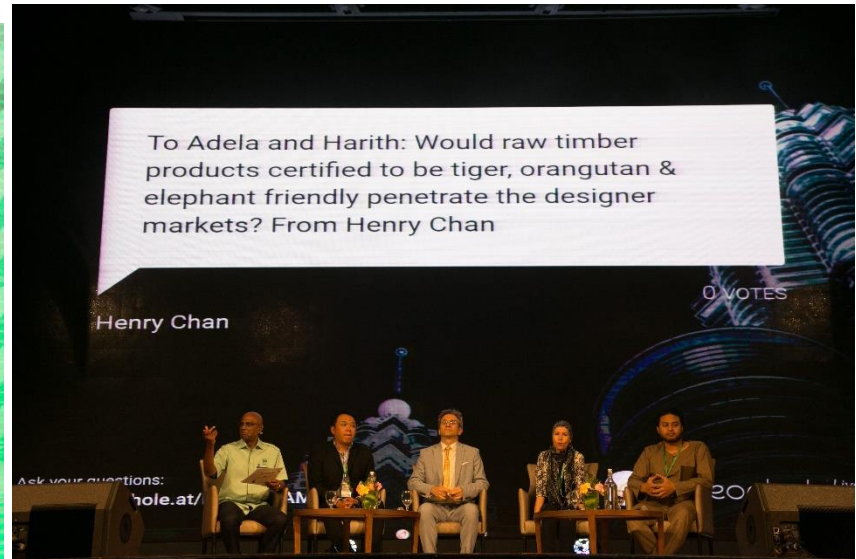 To Adela and Harith: Would raw timber
products certified to be tiger, orangutan &
elephant friendly penetrate the designer
markets? From Henry Chan
0 VOTES
Henry Chan
Ask your questions: